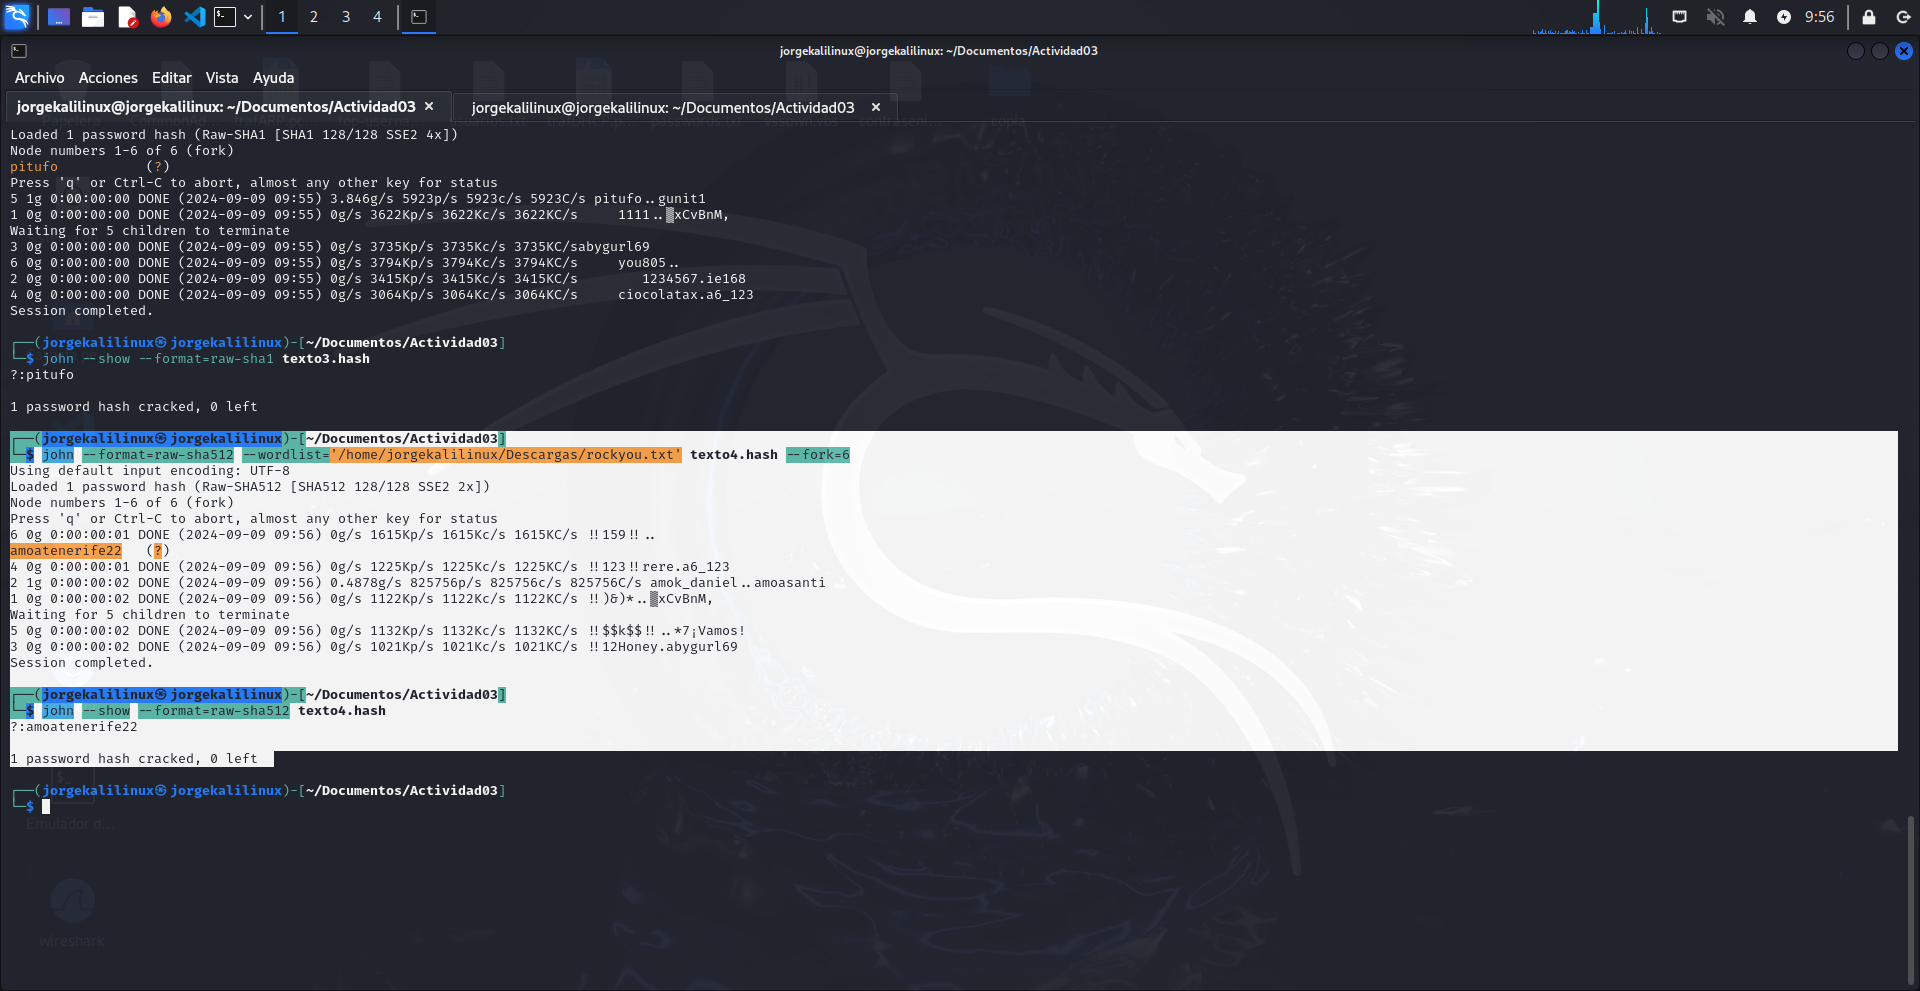 1 2 3 4 9:56
jorgekalilinux@jorgekalilinux: ~/Documentos/Actividad03
Archivo Acciones Editar Vista Ayuda
jorgekalilinux@jorgekalilinux: ~/Documentos/Actividad03 × jorgekalilinux@jorgekalilinux: ~/Documentos/Actividad03 ×
Loaded 1 password hash (Raw-SHA1 [SHA1 128/128 SSE2 4x])
Node numbers 1-6 of 6 (fork)
pitufo           (?)
Press 'q' or Ctrl-C to abort, almost any other key for status
5 1g 0:00:00:00 DONE (2024-09-09 09:55) 3.846g/s 5923p/s 5923c/s 5923C/s pitufo..gunit1
1 0g 0:00:00:00 DONE (2024-09-09 09:55) 0g/s 3622Kp/s 3622Kc/s 3622KC/s     1111..▒xCvBnM,
Waiting for 5 children to terminate
3 0g 0:00:00:00 DONE (2024-09-09 09:55) 0g/s 3735Kp/s 3735Kc/s 3735KC/sabygurl69
6 0g 0:00:00:00 DONE (2024-09-09 09:55) 0g/s 3794Kp/s 3794Kc/s 3794KC/s     you805..
2 0g 0:00:00:00 DONE (2024-09-09 09:55) 0g/s 3415Kp/s 3415Kc/s 3415KC/s        1234567.ie168
4 0g 0:00:00:00 DONE (2024-09-09 09:55) 0g/s 3064Kp/s 3064Kc/s 3064KC/s     ciocolatax.a6_123
Session completed.
┌──(jorgekalilinux㉿jorgekalilinux)-[~/Documentos/Actividad03]
└─$ john --show --format=raw-sha1 texto3.hash
?:pitufo
1 password hash cracked, 0 left
┌──(jorgekalilinux㉿jorgekalilinux)-[~/Documentos/Actividad03]
└─$ john --format=raw-sha512 --wordlist='/home/jorgekalilinux/Descargas/rockyou.txt' texto4.hash --fork=6
Using default input encoding: UTF-8
Loaded 1 password hash (Raw-SHA512 [SHA512 128/128 SSE2 2x])
Node numbers 1-6 of 6 (fork)
Press 'q' or Ctrl-C to abort, almost any other key for status
6 0g 0:00:00:01 DONE (2024-09-09 09:56) 0g/s 1615Kp/s 1615Kc/s 1615KC/s !!159!!..
amoatenerife22   (?)
4 0g 0:00:00:01 DONE (2024-09-09 09:56) 0g/s 1225Kp/s 1225Kc/s 1225KC/s !!123!!rere.a6_123
2 1g 0:00:00:02 DONE (2024-09-09 09:56) 0.4878g/s 825756p/s 825756c/s 825756C/s amok_daniel..amoasanti
1 0g 0:00:00:02 DONE (2024-09-09 09:56) 0g/s 1122Kp/s 1122Kc/s 1122KC/s !!)&)*..▒xCvBnM,
Waiting for 5 children to terminate
5 0g 0:00:00:02 DONE (2024-09-09 09:56) 0g/s 1132Kp/s 1132Kc/s 1132KC/s !!$$k$$!!..*7¡Vamos!
3 0g 0:00:00:02 DONE (2024-09-09 09:56) 0g/s 1021Kp/s 1021Kc/s 1021KC/s !!12Honey.abygurl69
Session completed.
┌──(jorgekalilinux㉿jorgekalilinux)-[~/Documentos/Actividad03]
└─$ john --show --format=raw-sha512 texto4.hash
?:amoatenerife22
1 password hash cracked, 0 left
┌──(jorgekalilinux㉿jorgekalilinux)-[~/Documentos/Actividad03]
└─$
Emulador d...
wireshark